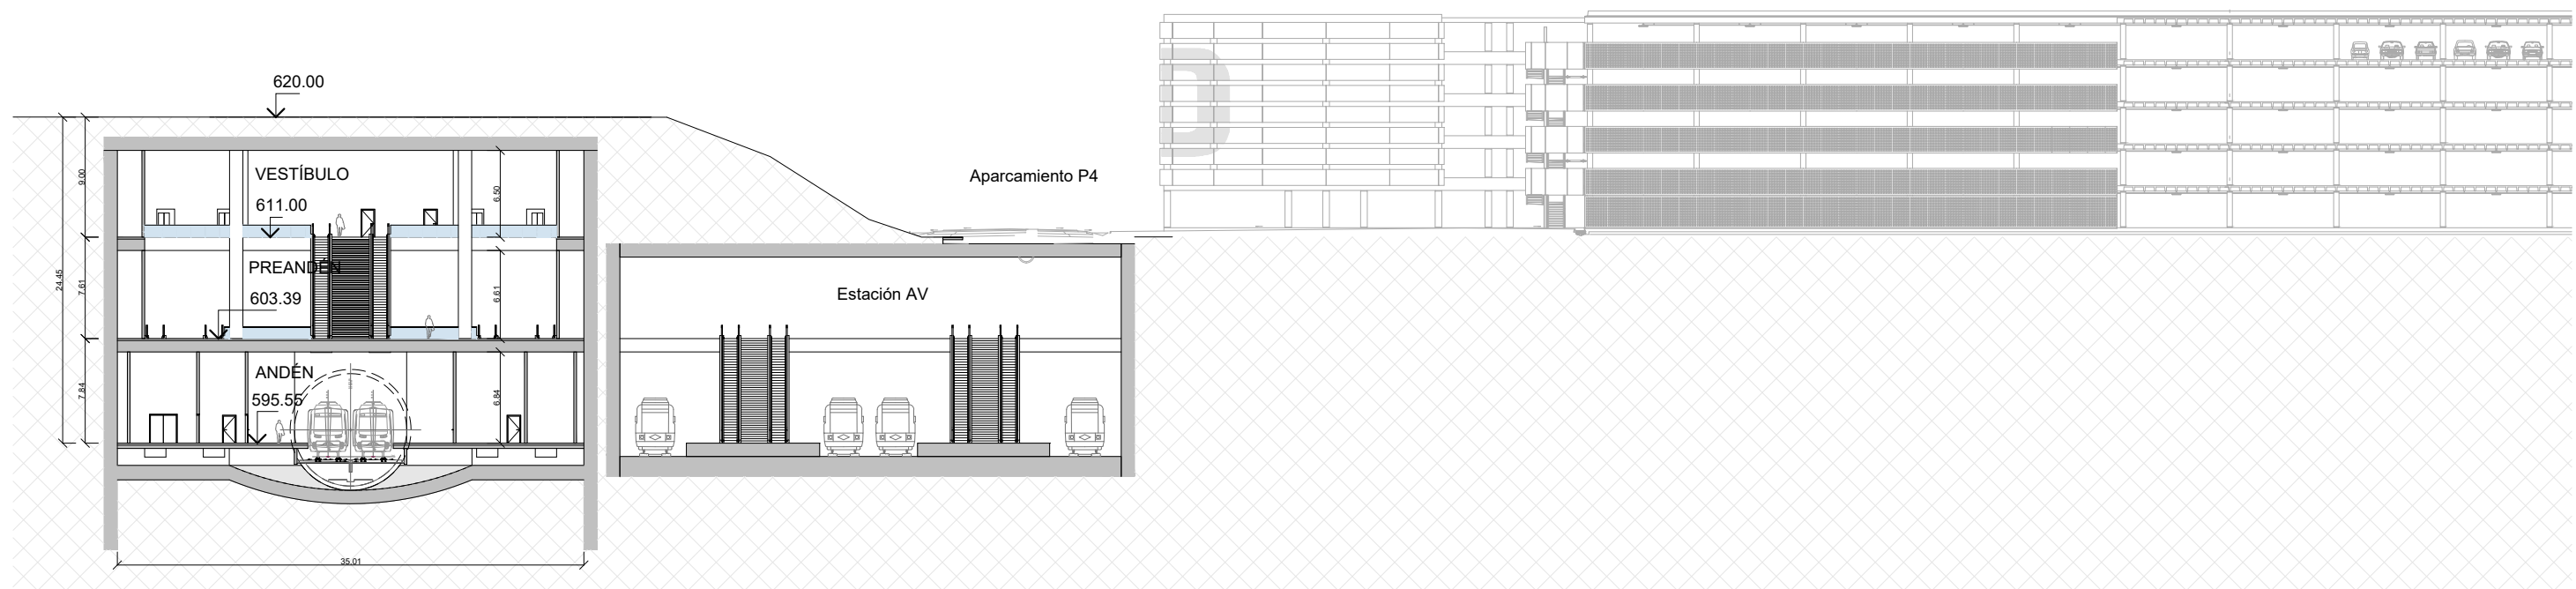 620.00
Aparcamiento P4
VESTÍBULO
9.00
6.50
611.00
PREANDÉN
24.45
7.61
603.39
6.61
Estación AV
ANDÉN
7.84
595.55
6.84
35.01